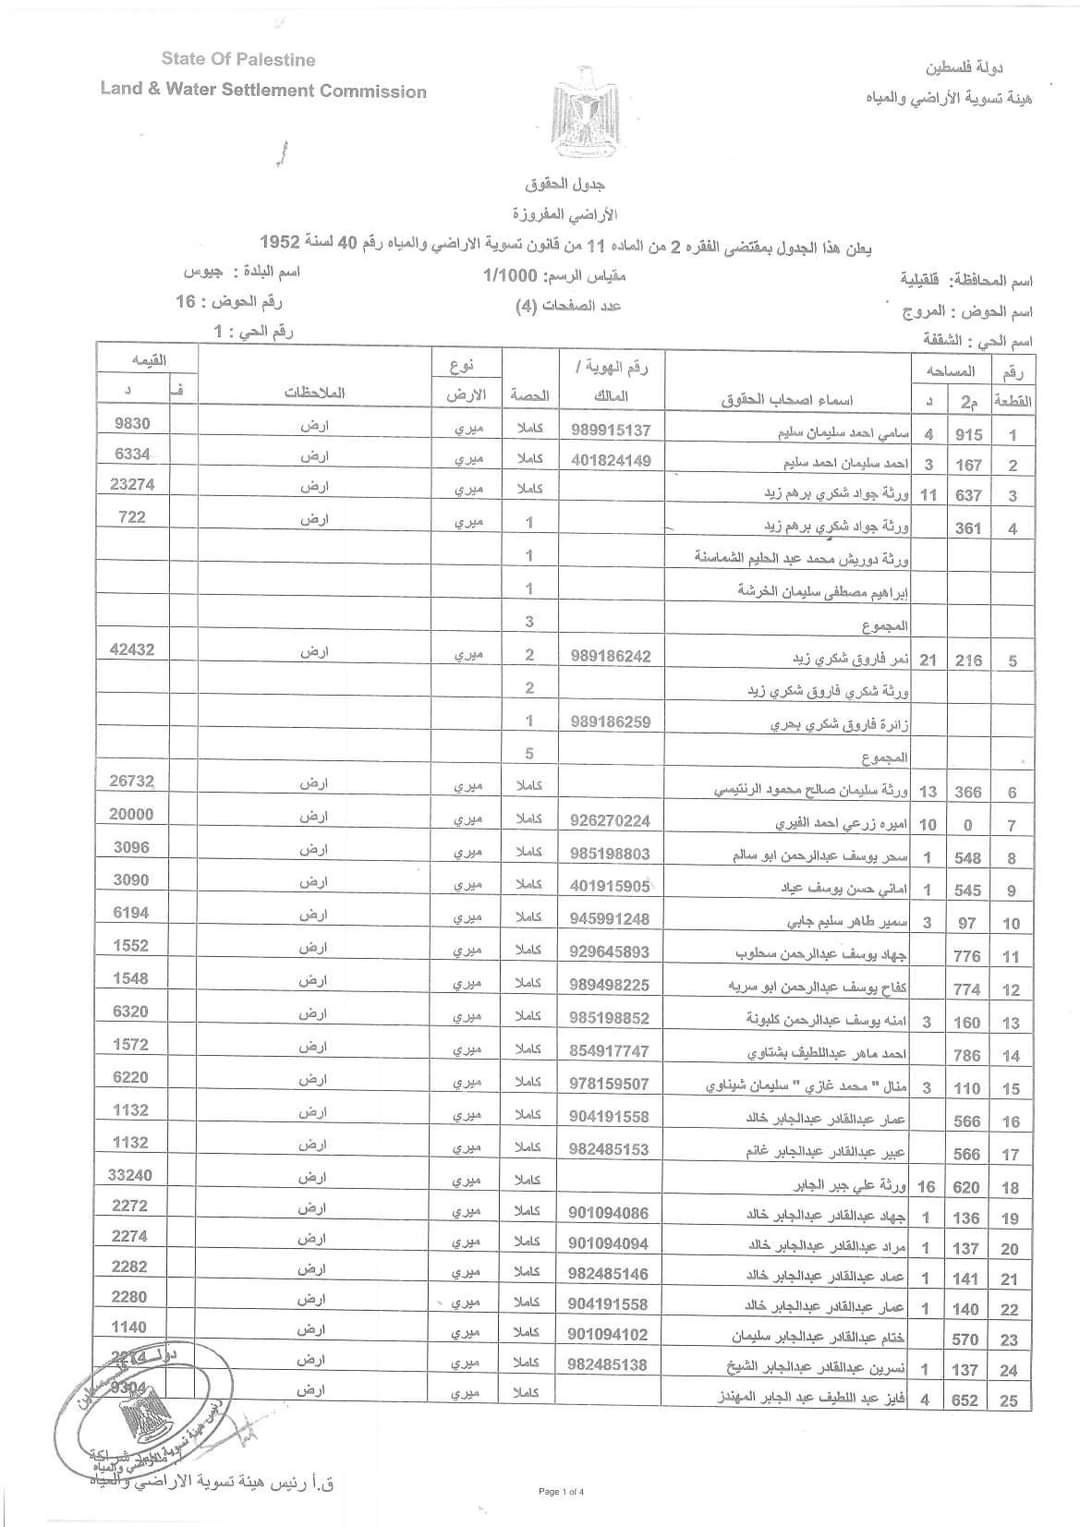 State Of Palestine
Land & Water Settlement Commission
دولة فلسطين
هيئة تسوية الأراضي والمياه
جدول الحقوق
الأراضي المفروزة
يعلن هذا الجدول بمقتضى الفقره 2 من الماده 11 من قانون تسوية الاراضي والمياه رقم 40 لسنة 1952
اسم المحافظة: قلقيلية مقياس الرسم: 1/1000 اسم البلدة : جيوس
اسم الحوض : المروج عدد الصفحات (4) رقم الحوض : 16
اسم الحي : الشقفة رقم الحي : 1
رقم القطعة المساحه م2 د اسماء اصحاب الحقوق رقم الهوية / المالك الحصة نوع الارض الملاحظات القيمه ف د
1 915 4 سامي احمد سليمان سليم 989915137 كاملا ميري ارض 9830
2 167 3 احمد سليمان احمد سليم 401824149 كاملا ميري ارض 6334
3 637 11 ورثة جواد شكري برهم زيد كاملا ميري ارض 23274
4 361 ورثة جواد شكري برهم زيد 1 ميري ارض 722
ورثة دوريش محمد عبد الحليم الشماسنة 1
إبراهيم مصطفى سليمان الخرشة 1
المجموع 3
5 216 21 نمر فاروق شكري زيد 989186242 2 ميري ارض 42432
ورثة شكري فاروق شكري زيد 2
زائرة فاروق شكري بحري 989186259 1
المجموع 5
6 366 13 ورثة سليمان صالح محمود الرنتيسي كاملا ميري ارض 26732
7 0 10 اميره زرعي احمد الفيري 926270224 كاملا ميري ارض 20000
8 548 1 سحر يوسف عبدالرحمن ابو سالم 985198803 كاملا ميري ارض 3096
9 545 1 اماني حسن يوسف عياد 401915905 كاملا ميري ارض 3090
10 97 3 سمير طاهر سليم جابي 945991248 كاملا ميري ارض 6194
11 776 جهاد يوسف عبدالرحمن سحلوب 929645893 كاملا ميري ارض 1552
12 774 كفاح يوسف عبدالرحمن ابو سريه 989498225 كاملا ميري ارض 1548
13 160 3 امنه يوسف عبدالرحمن كلبونة 985198852 كاملا ميري ارض 6320
14 786 احمد ماهر عبداللطيف بشتاوي 854917747 كاملا ميري ارض 1572
15 110 3 منال " محمد غازي " سليمان شيناوي 978159507 كاملا ميري ارض 6220
16 566 عمار عبدالقادر عبدالجابر خالد 904191558 كاملا ميري ارض 1132
17 566 عبير عبدالقادر عبدالجابر غانم 982485153 كاملا ميري ارض 1132
18 620 16 ورثة علي جبر الجابر كاملا ميري ارض 33240
19 136 1 جهاد عبدالقادر عبدالجابر خالد 901094086 كاملا ميري ارض 2272
20 137 1 مراد عبدالقادر عبدالجابر خالد 901094094 كاملا ميري ارض 2274
21 141 1 عماد عبدالقادر عبدالجابر خالد 982485146 كاملا ميري ارض 2282
22 140 1 عمار عبدالقادر عبدالجابر خالد 904191558 كاملا ميري ارض 2280
23 570 ختام عبدالقادر عبدالجابر سليمان 901094102 كاملا ميري ارض 1140
24 137 1 نسرين عبدالقادر عبدالجابر الشيخ 982485138 كاملا ميري ارض 2274
25 652 4 فايز عبد اللطيف عبد الجابر المهندز كاملا ميري ارض 9304
دولة فلسطين
رئيس هيئة تسوية الاراضي والمياه
ق.أ رئيس هيئة تسوية الاراضي والمياه
Page 1 of 4